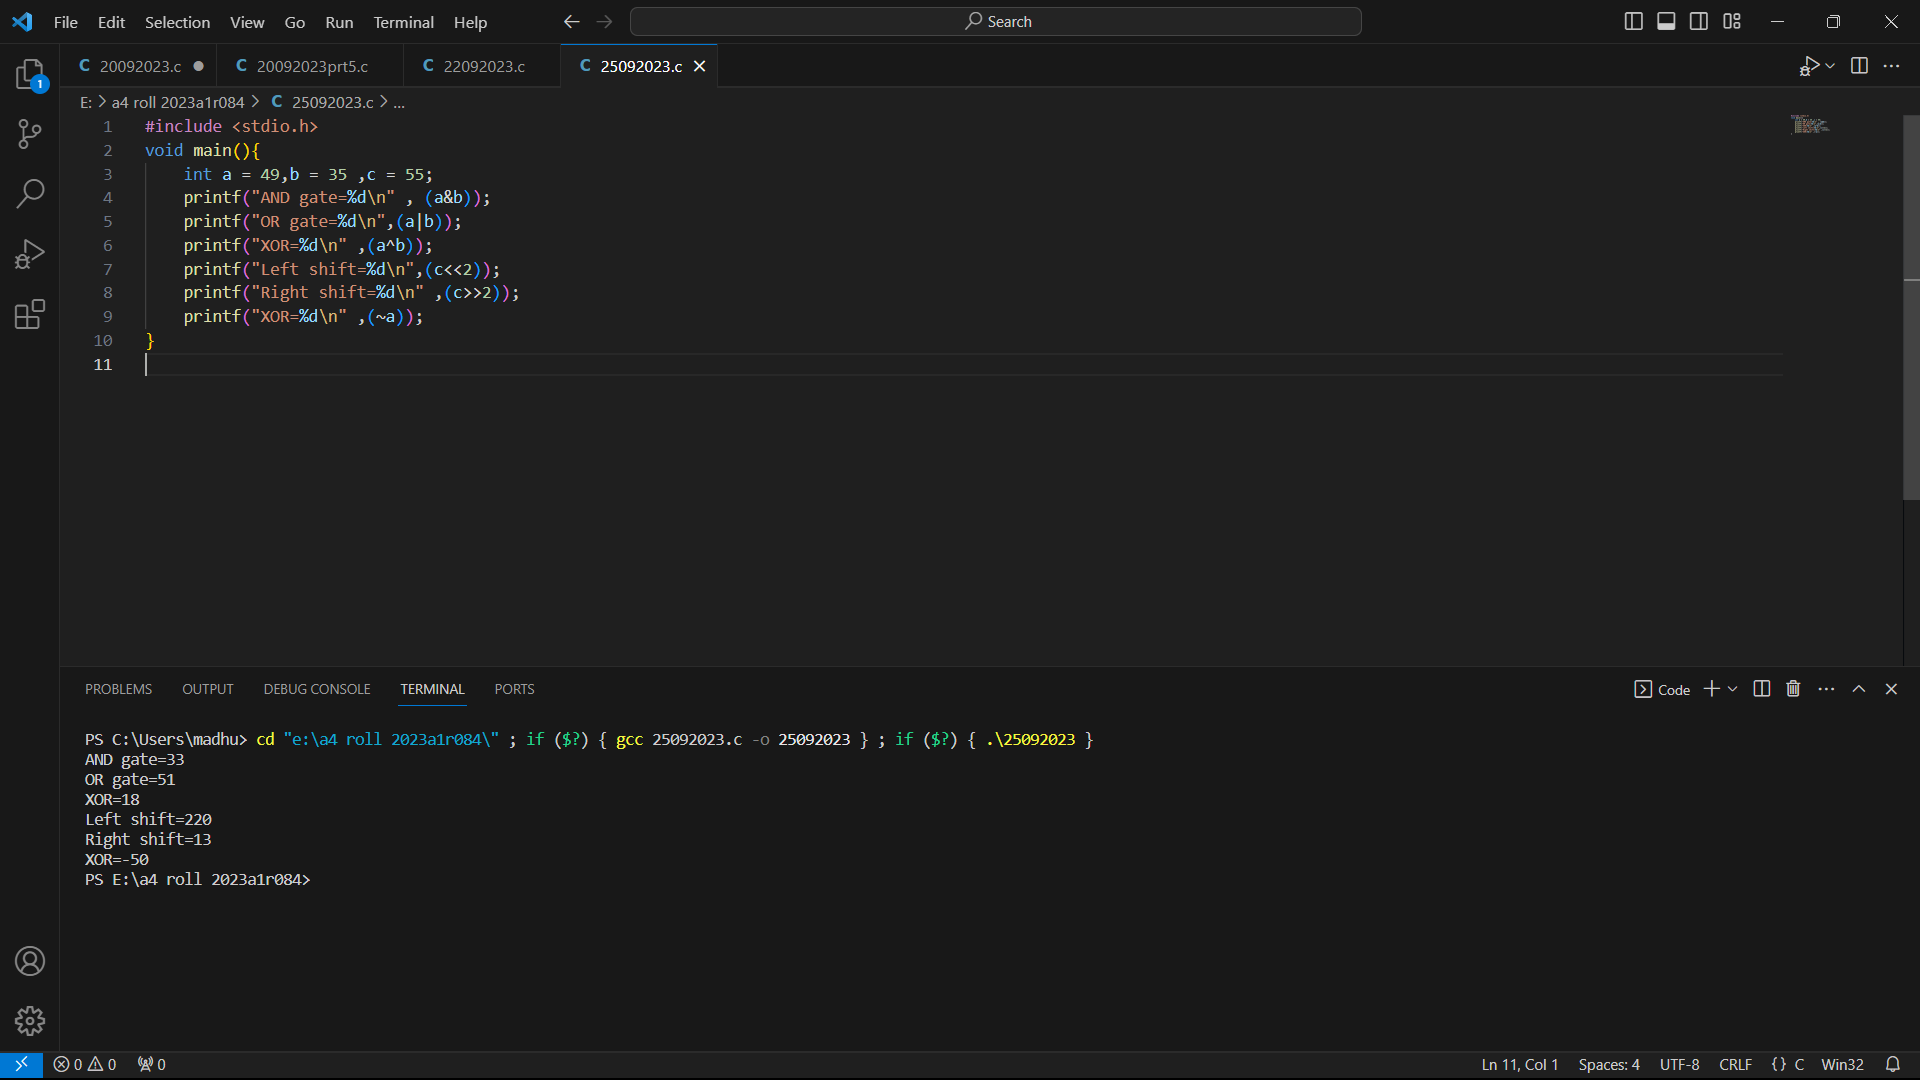 File Edit Selection View Go Run Terminal Help Search
C 20092023.c C 20092023prt5.c C 22092023.c C 25092023.c
1
E: > a4 roll 2023a1r084 > C 25092023.c > ...
1 #include <stdio.h>
2 void main(){
3 int a = 49,b = 35 ,c = 55;
4 printf("AND gate=%d\n" , (a&b));
5 printf("OR gate=%d\n",(a|b));
6 printf("XOR=%d\n" ,(a^b));
7 printf("Left shift=%d\n",(c<<2));
8 printf("Right shift=%d\n" ,(c>>2));
9 printf("XOR=%d\n" ,(~a));
10 }
11
PROBLEMS OUTPUT DEBUG CONSOLE TERMINAL PORTS Code
PS C:\Users\madhu> cd "e:\a4 roll 2023a1r084\" ; if ($?) { gcc 25092023.c -o 25092023 } ; if ($?) { .\25092023 }
AND gate=33
OR gate=51
XOR=18
Left shift=220
Right shift=13
XOR=-50
PS E:\a4 roll 2023a1r084>
0 0 0 Ln 11, Col 1 Spaces: 4 UTF-8 CRLF {} C Win32